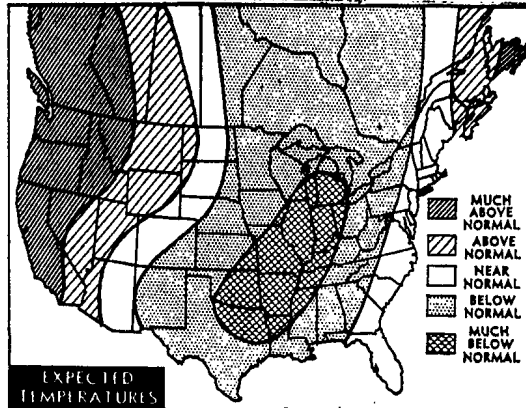 MUCH
ABOVE
NORMAL
ABOVE
NORMAL
NEAR
NORMAL
BELOW
NORMAL
MUCH
BELOW
NORMAL
EXPECTED
TEMPERATURES